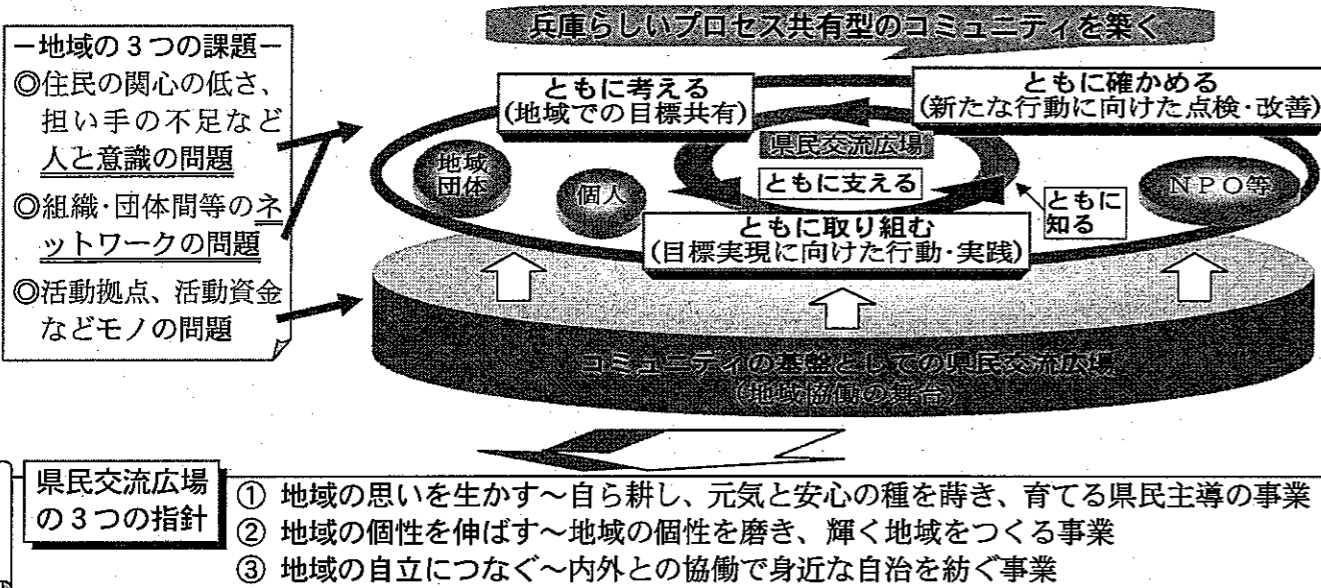 兵庫らしいプロセス共有型のコミュニティを築く
－地域の３つの課題－
◎住民の関心の低さ、
担い手の不足など
人と意識の問題
◎組織・団体間等のネ
ットワークの問題
◎活動拠点、活動資金
などモノの問題
ともに考える
(地域での目標共有)
ともに確かめる
(新たな行動に向けた点検・改善)
県民交流広場
ともに支える
地域
団体
個人
ＮＰＯ等
ともに
知る
ともに取り組む
(目標実現に向けた行動・実践)
コミュニティの基盤としての県民交流広場
(地域協働の舞台)
県民交流広場
の３つの指針
① 地域の思いを生かす～自ら耕し、元気と安心の種を蒔き、育てる県民主導の事業
② 地域の個性を伸ばす～地域の個性を磨き、輝く地域をつくる事業
③ 地域の自立につなぐ～内外との協働で身近な自治を紡ぐ事業